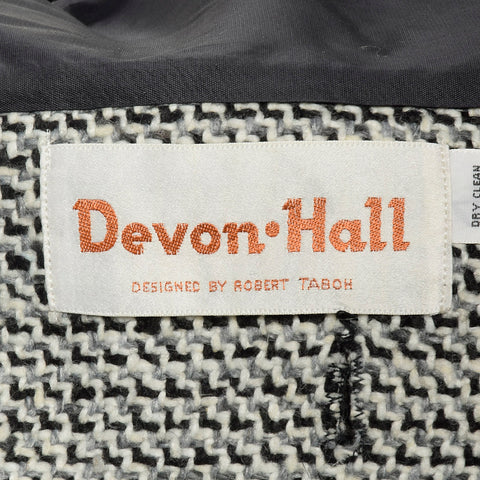 Devon·Hall
DESIGNED BY ROBERT TABOH
DRY CLEAN